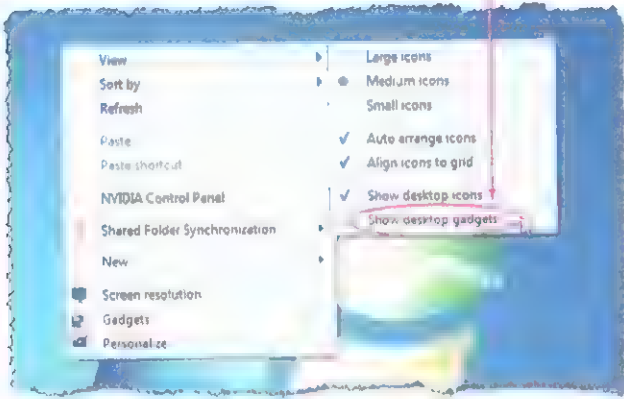 View
Sort by
Refresh
Paste
Paste shortcut
NVIDIA Control Panel
Shared Folder Synchronization
New
Screen resolution
Gadgets
Personalize
Large icons
Medium icons
Small icons
Auto arrange icons
Align icons to grid
Show desktop icons
Show desktop gadgets